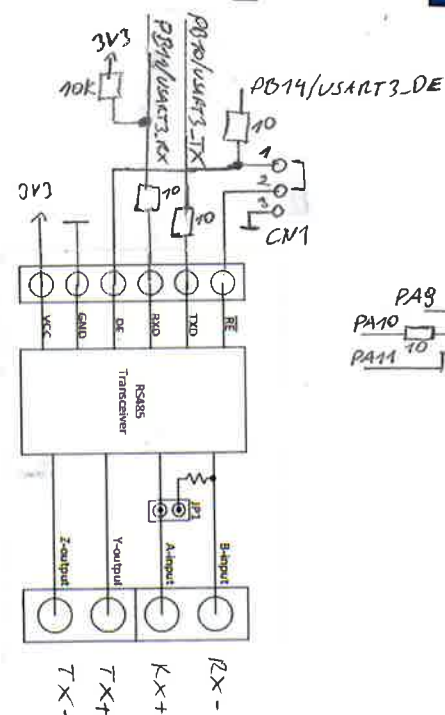 3V3
10K
PB11/USART3_RX
PB10/USART3_TX
PB14/USART3_DE
10
10
10
1
2
3
CN1
3V3
VCC
GND
DE
RXD
TXD
RE
RS485
Transceiver
JP1
Z-output
Y-output
A-input
B-input
TX-
TX+
RX+
RX-
PA9
PA10
10
PA11